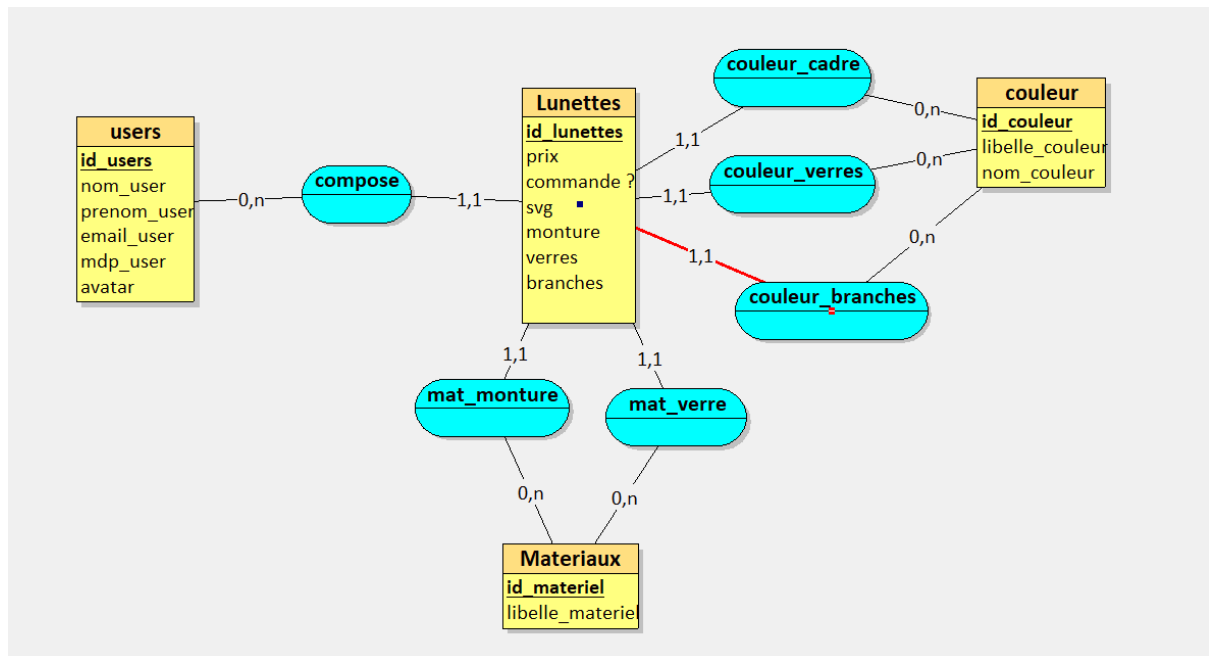 users
id_users
nom_user
prenom_user
email_user
mdp_user
avatar
0,n
compose
1,1
Lunettes
id_lunettes
prix
commande ?
svg
monture
verres
branches
1,1
couleur_cadre
0,n
1,1
couleur_verres
0,n
1,1
couleur_branches
0,n
couleur
id_couleur
libelle_couleur
nom_couleur
1,1
mat_monture
0,n
1,1
mat_verre
0,n
Materiaux
id_materiel
libelle_materiel